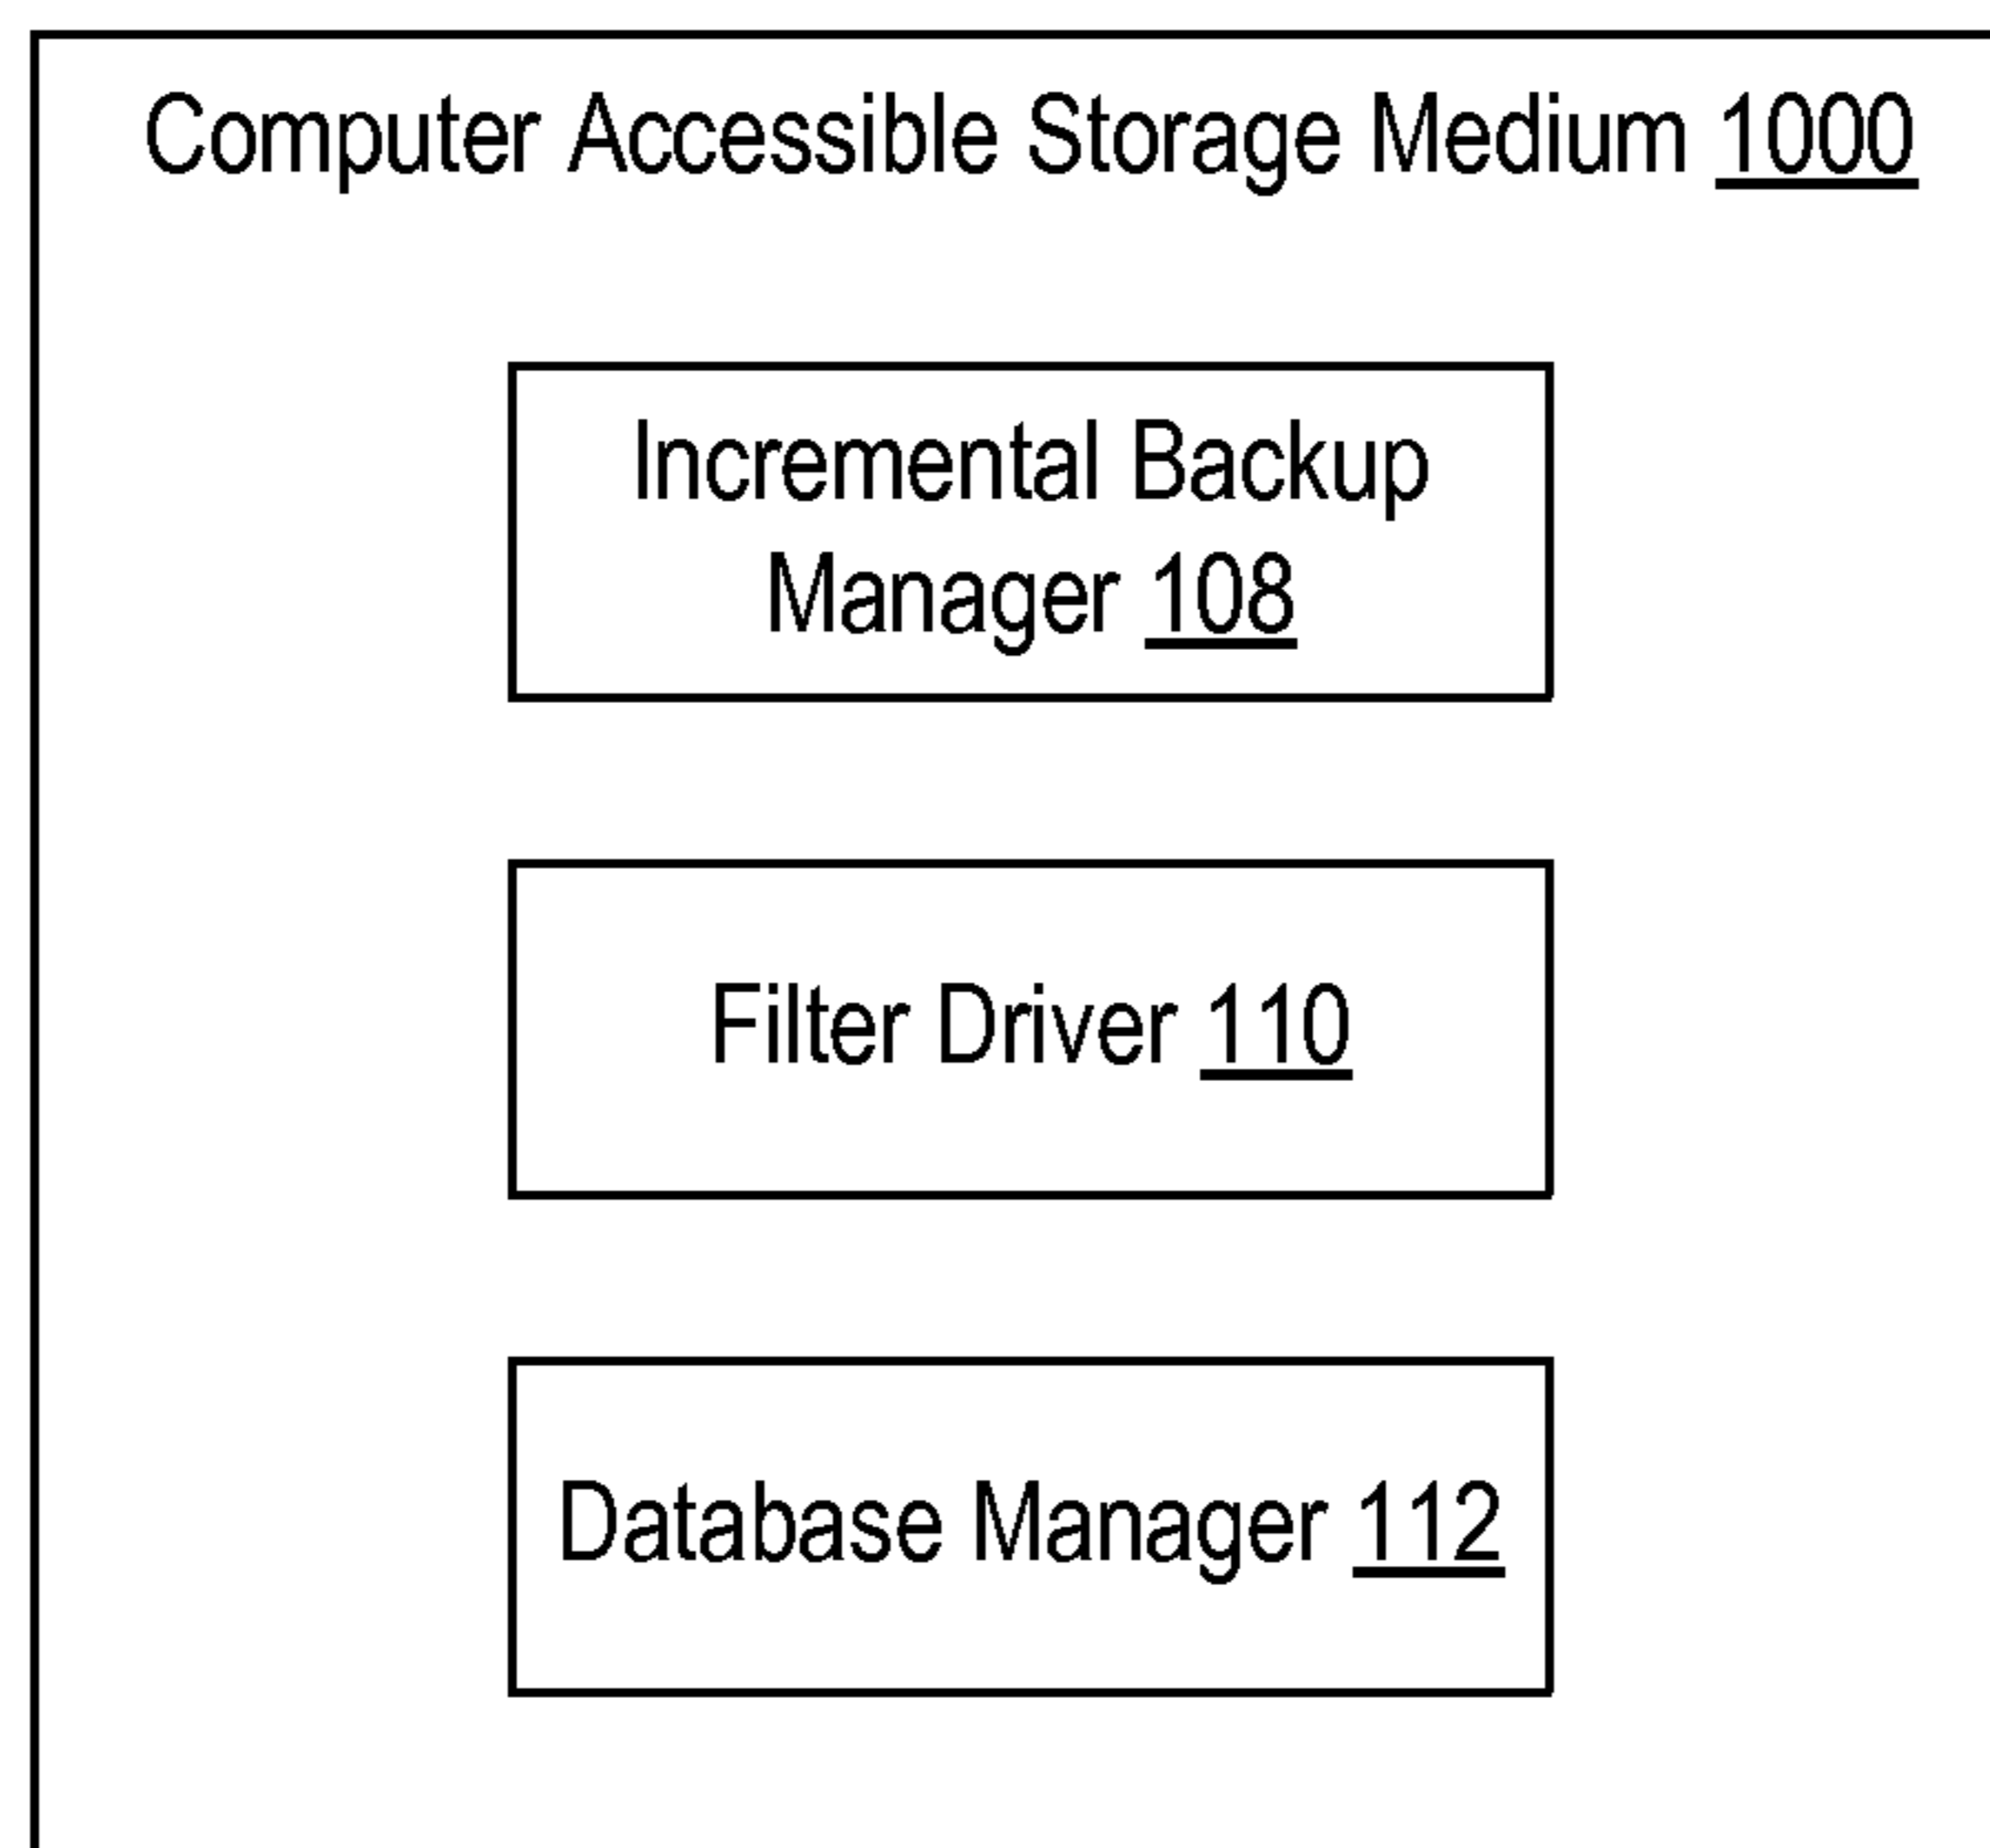 Computer Accessible Storage Medium 1000
Incremental Backup
Manager 108
Filter Driver 110
Database Manager 112